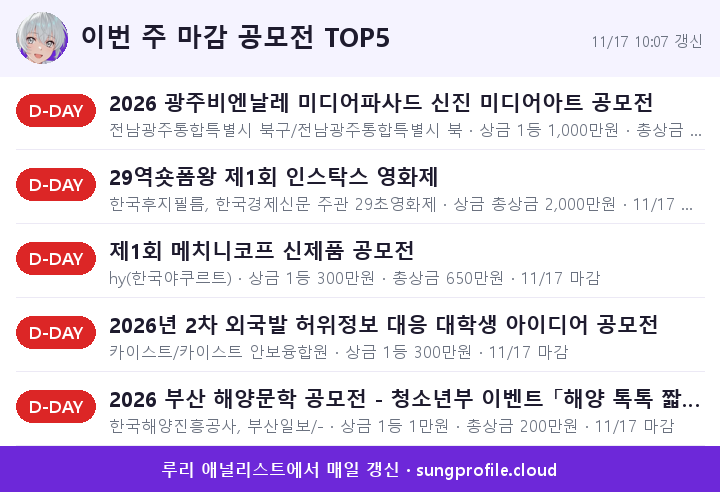 이번 주 마감 공모전 TOP5
11/17 10:07 갱신
D-DAY
2026 광주비엔날레 미디어파사드 신진 미디어아트 공모전
전남광주통합특별시 북구/전남광주통합특별시 북 · 상금 1등 1,000만원 · 총상금 ...
D-DAY
29역숏폼왕 제1회 인스탁스 영화제
한국후지필름, 한국경제신문 주관 29초영화제 · 상금 총상금 2,000만원 · 11/17 ...
D-DAY
제1회 메치니코프 신제품 공모전
hy(한국야쿠르트) · 상금 1등 300만원 · 총상금 650만원 · 11/17 마감
D-DAY
2026년 2차 외국발 허위정보 대응 대학생 아이디어 공모전
카이스트/카이스트 안보융합원 · 상금 1등 300만원 · 11/17 마감
D-DAY
2026 부산 해양문학 공모전 - 청소년부 이벤트 「해양 톡톡 짧...
한국해양진흥공사, 부산일보/- · 상금 1등 1만원 · 총상금 200만원 · 11/17 마감
루리 애널리스트에서 매일 갱신 · sungprofile.cloud